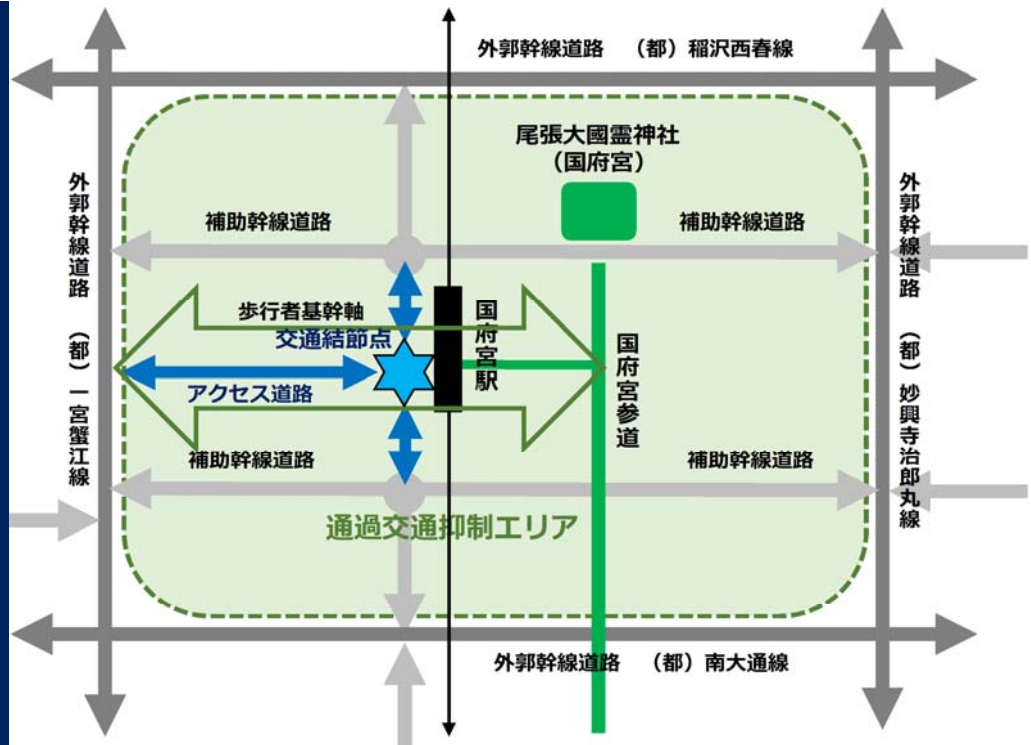 外郭幹線道路 （都）稲沢西春線
尾張大國霊神社
（国府宮）
外郭幹線道路 （都）一宮蟹江線
外郭幹線道路 （都）妙興寺治郎丸線
補助幹線道路
補助幹線道路
歩行者基幹軸
交通結節点
国府宮駅
国府宮参道
アクセス道路
補助幹線道路
補助幹線道路
通過交通抑制エリア
外郭幹線道路 （都）南大通線